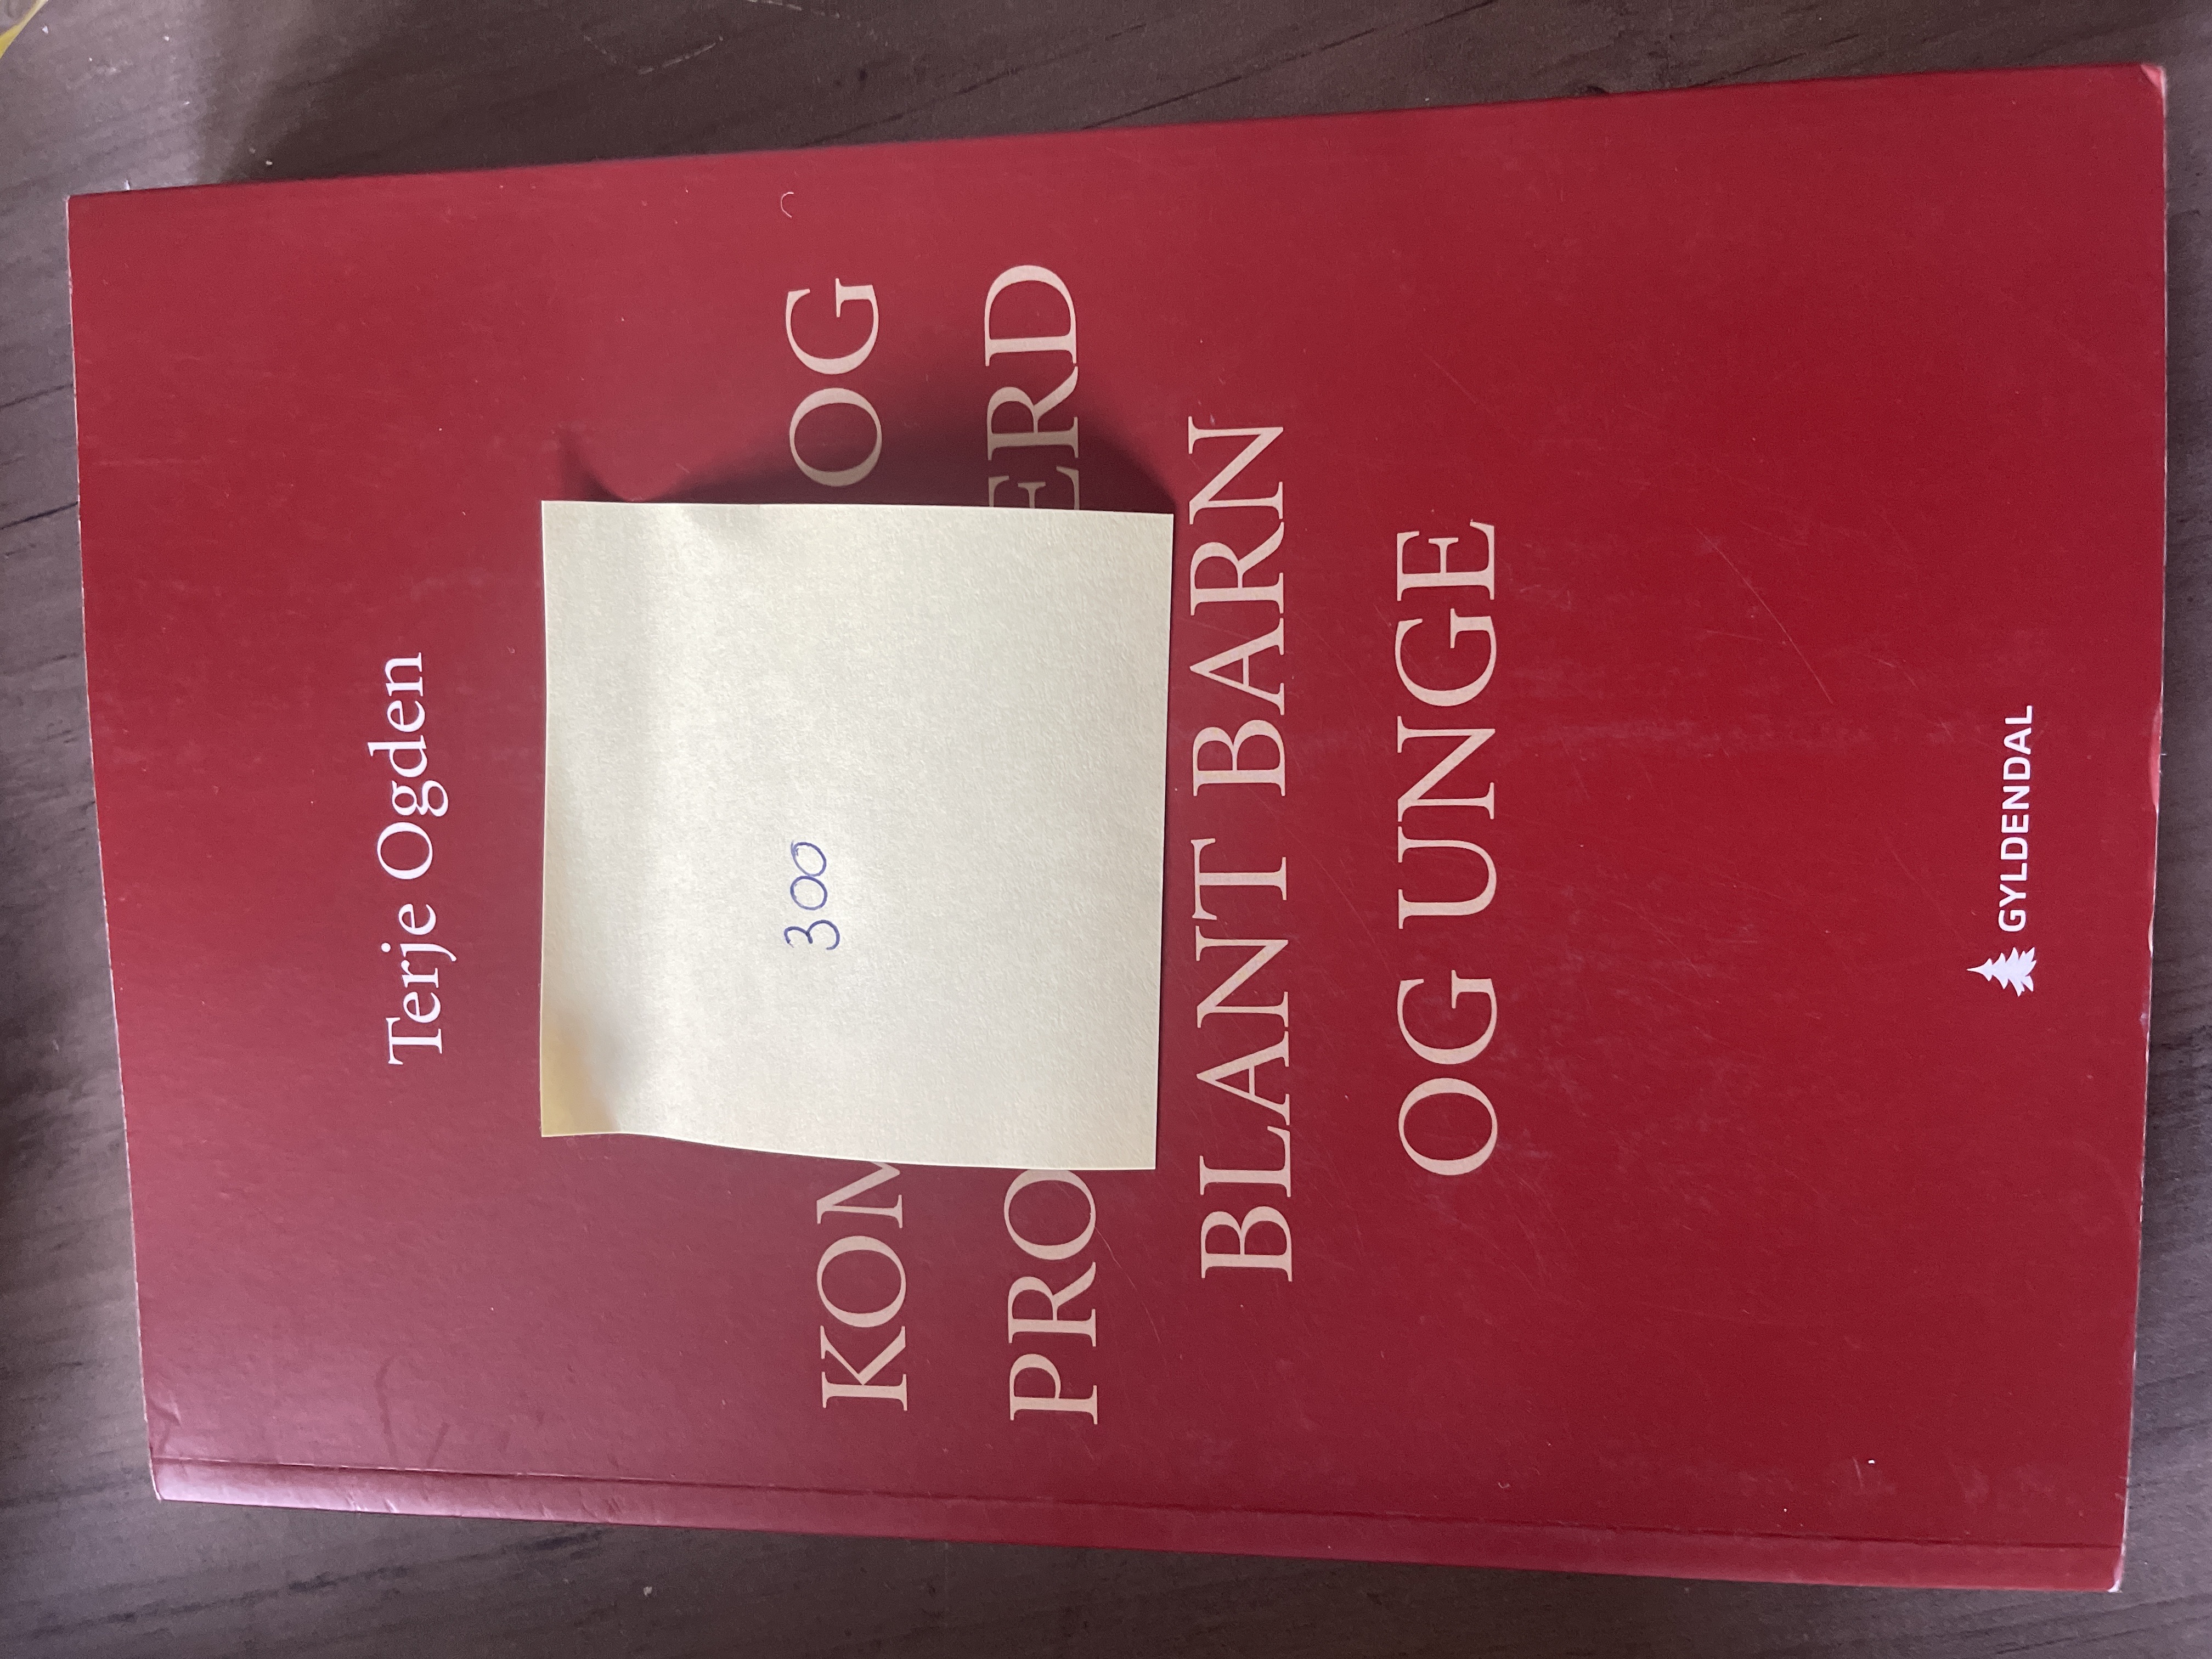 Terje Ogden
300
KOM OG
PRO ERD
BLANT BARN
OG UNGE
GYLDENDAL